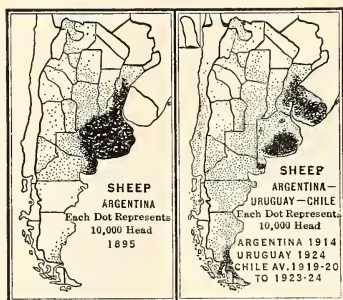 SHEEP
ARGENTINA
Each Dot Represents
10,000 Head
1895
SHEEP
ARGENTINA—
URUGUAY—CHILE
Each Dot Represents
10,000 Head
ARGENTINA 1914
URUGUAY 1924
CHILE AV. 1919-20
TO 1923-24